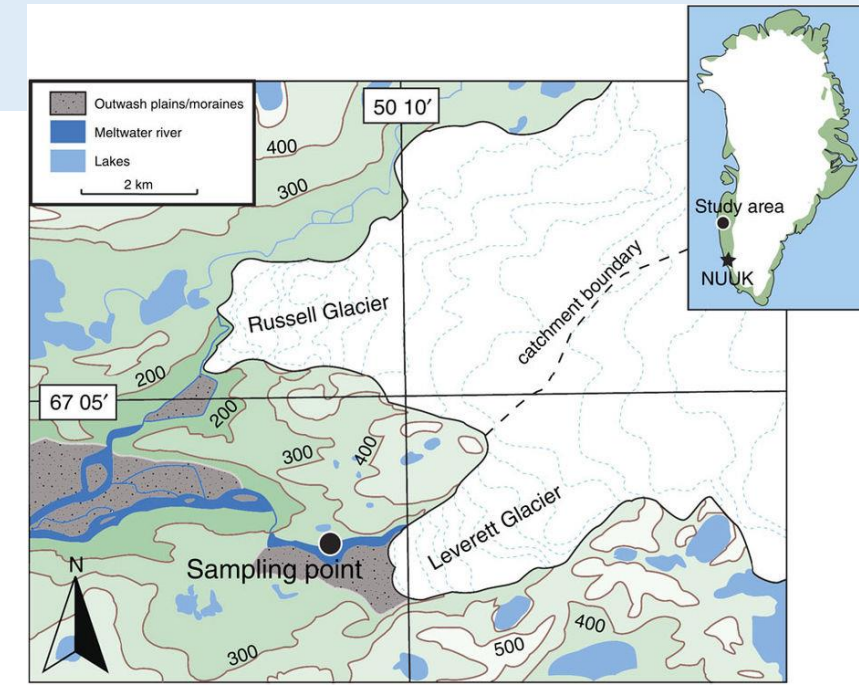 Outwash plains/moraines
Meltwater river
Lakes
2 km
50 10′
400
300
Study area
NUUK
catchment boundary
Russell Glacier
200
67 05′
200
300
400
Leverett Glacier
Sampling point
N
300
500
400